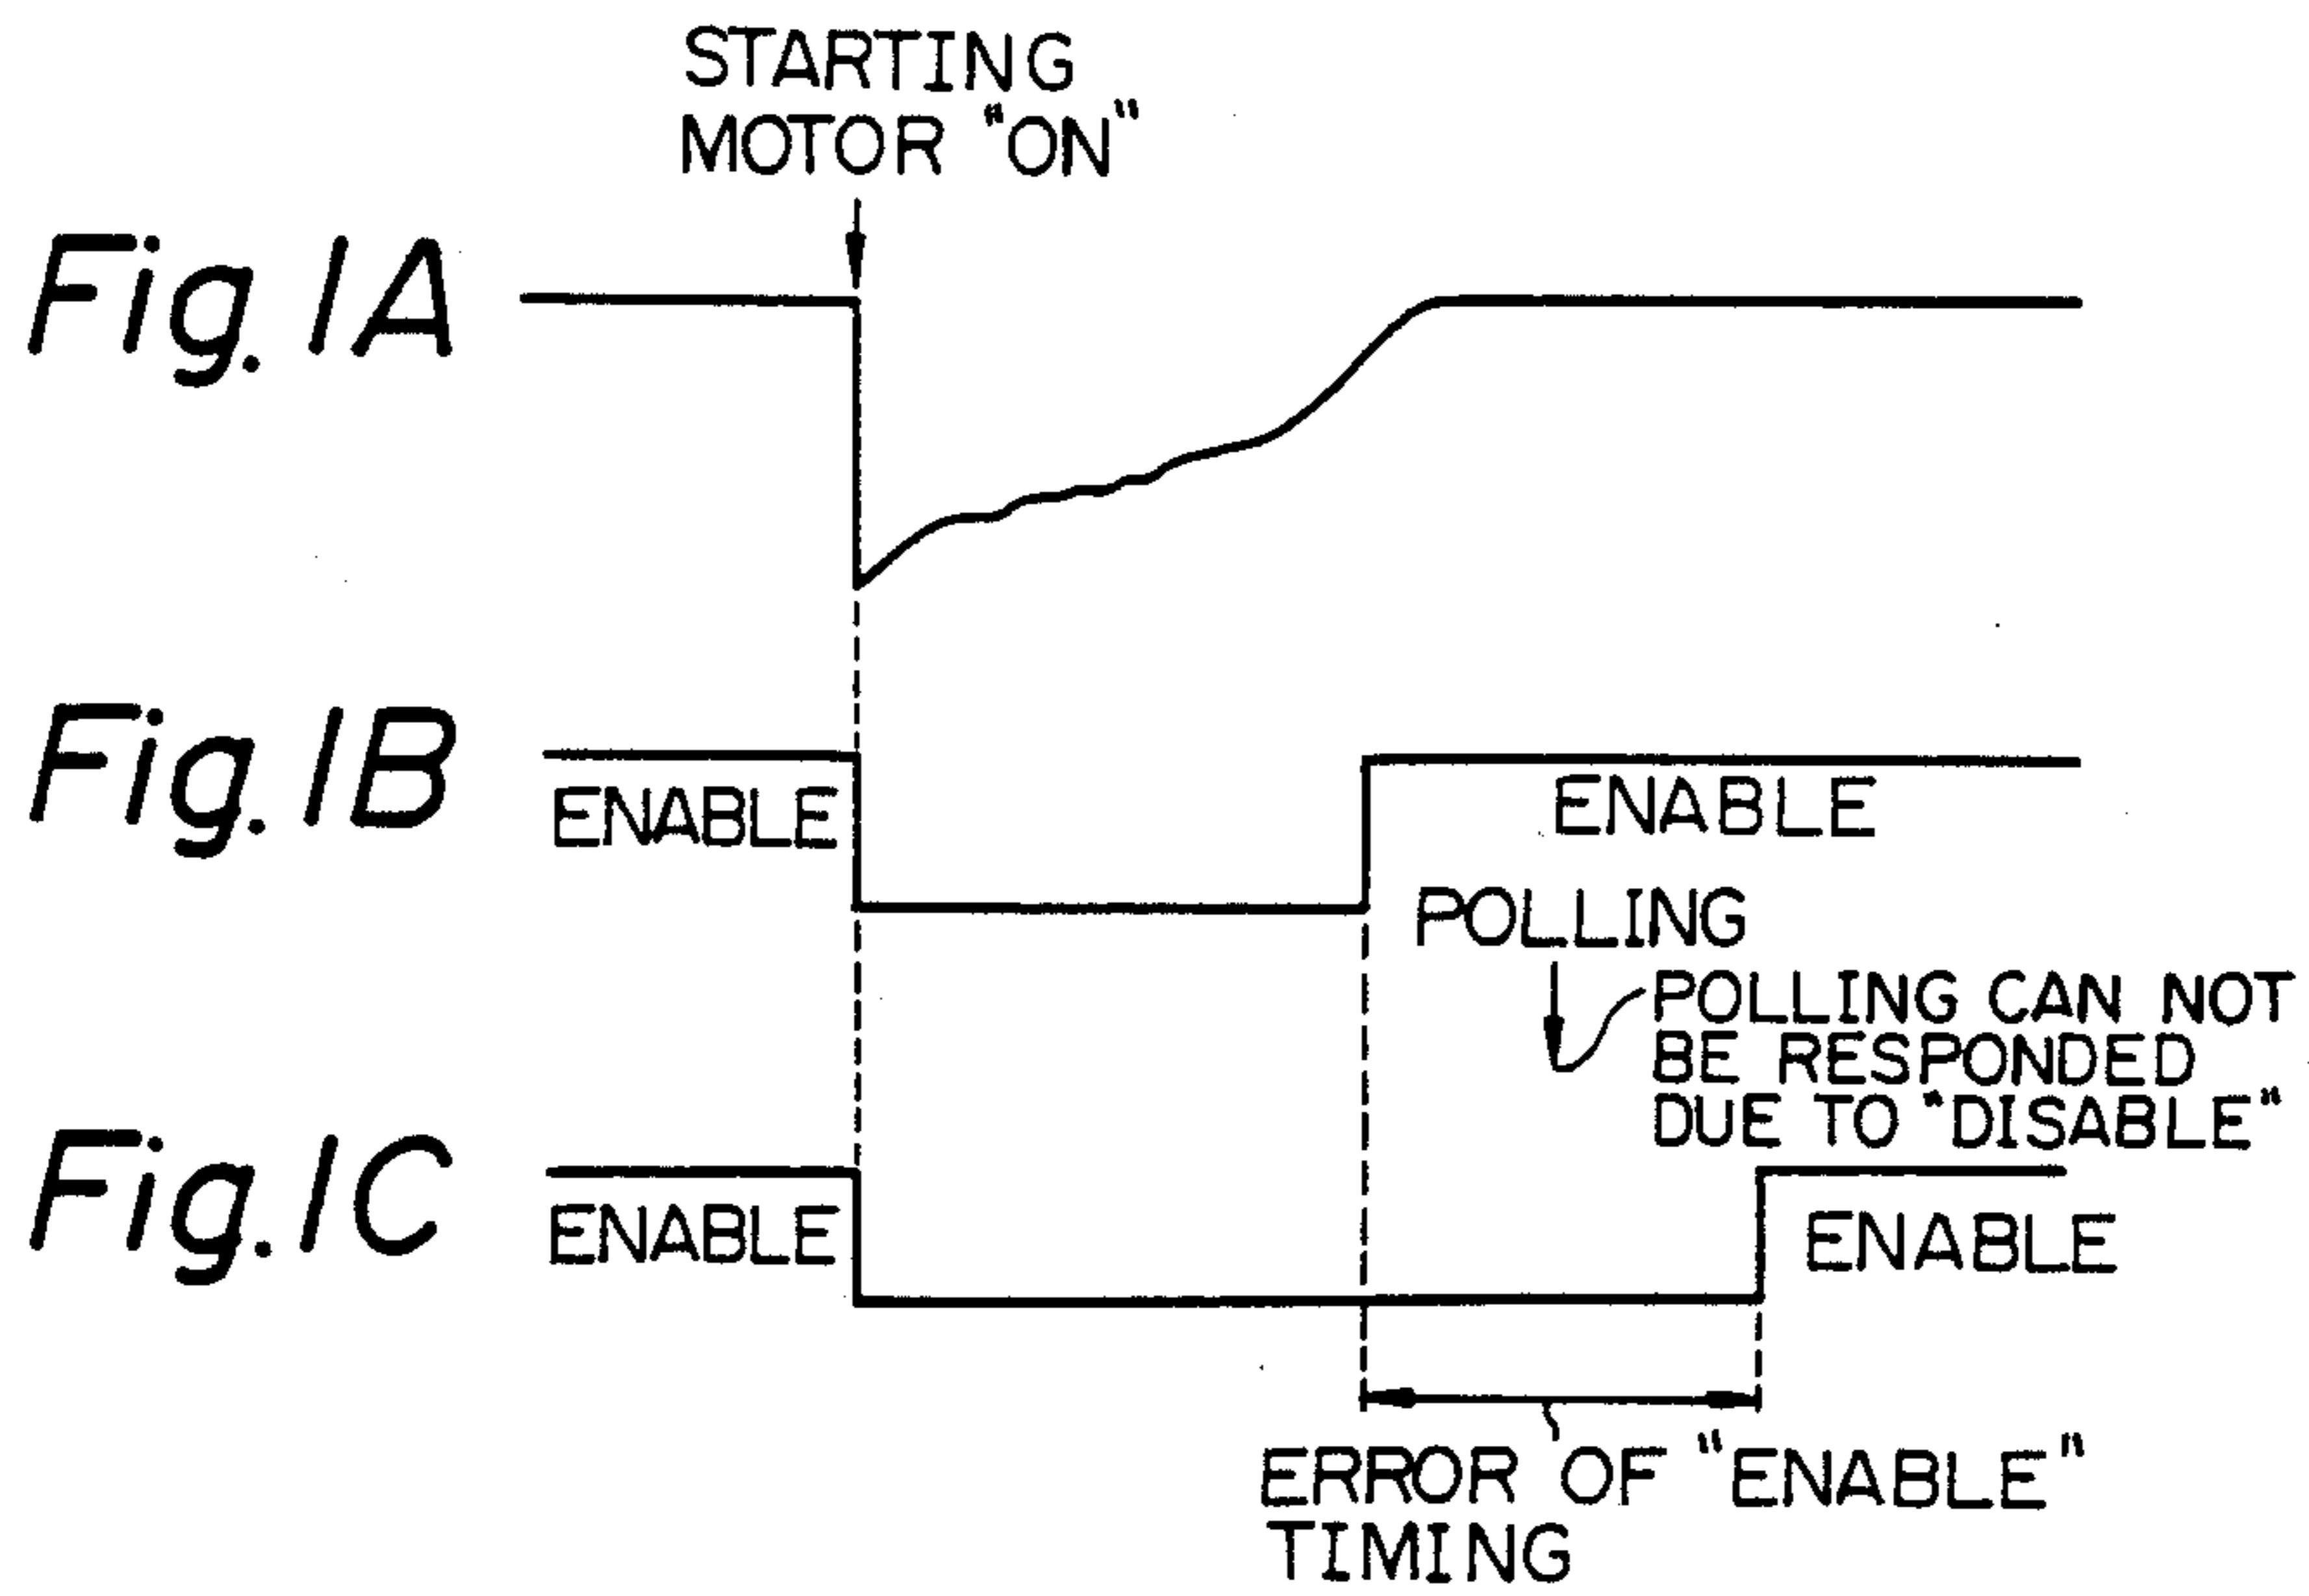 STARTING
MOTOR "ON"
Fig. 1A
Fig. 1B
ENABLE
ENABLE
POLLING
POLLING CAN NOT
BE RESPONDED
DUE TO "DISABLE"
Fig. 1C
ENABLE
ENABLE
ERROR OF "ENABLE"
TIMING